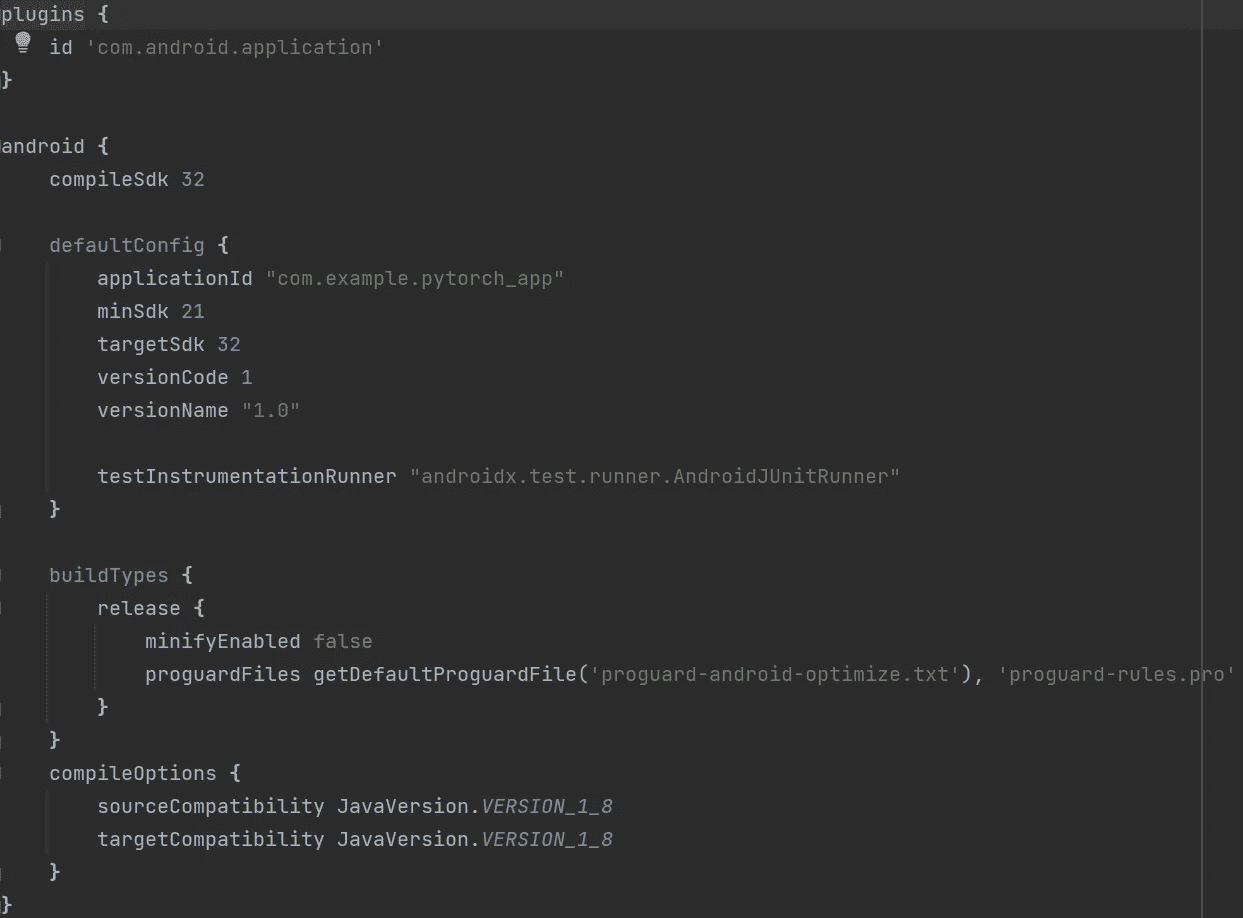 plugins {
id 'com.android.application'
}
android {
compileSdk 32
defaultConfig {
applicationId "com.example.pytorch_app"
minSdk 21
targetSdk 32
versionCode 1
versionName "1.0"
testInstrumentationRunner "androidx.test.runner.AndroidJUnitRunner"
}
buildTypes {
release {
minifyEnabled false
proguardFiles getDefaultProguardFile('proguard-android-optimize.txt'), 'proguard-rules.pro'
}
}
compileOptions {
sourceCompatibility JavaVersion.VERSION_1_8
targetCompatibility JavaVersion.VERSION_1_8
}
}